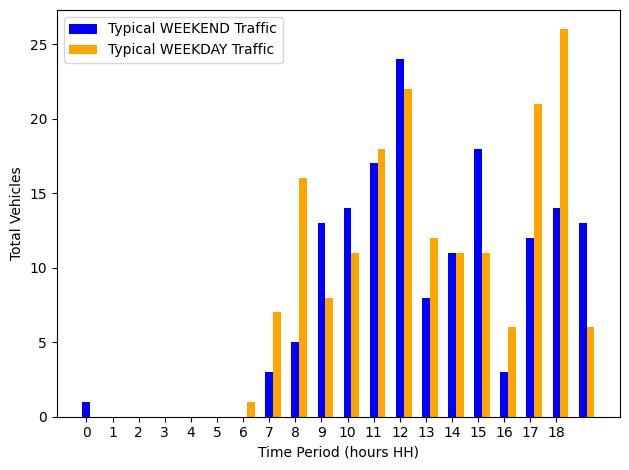 Typical WEEKEND Traffic
Typical WEEKDAY Traffic
25
20
15
10
5
0
Total Vehicles
0 1 2 3 4 5 6 7 8 9 10 11 12 13 14 15 16 17 18
Time Period (hours HH)